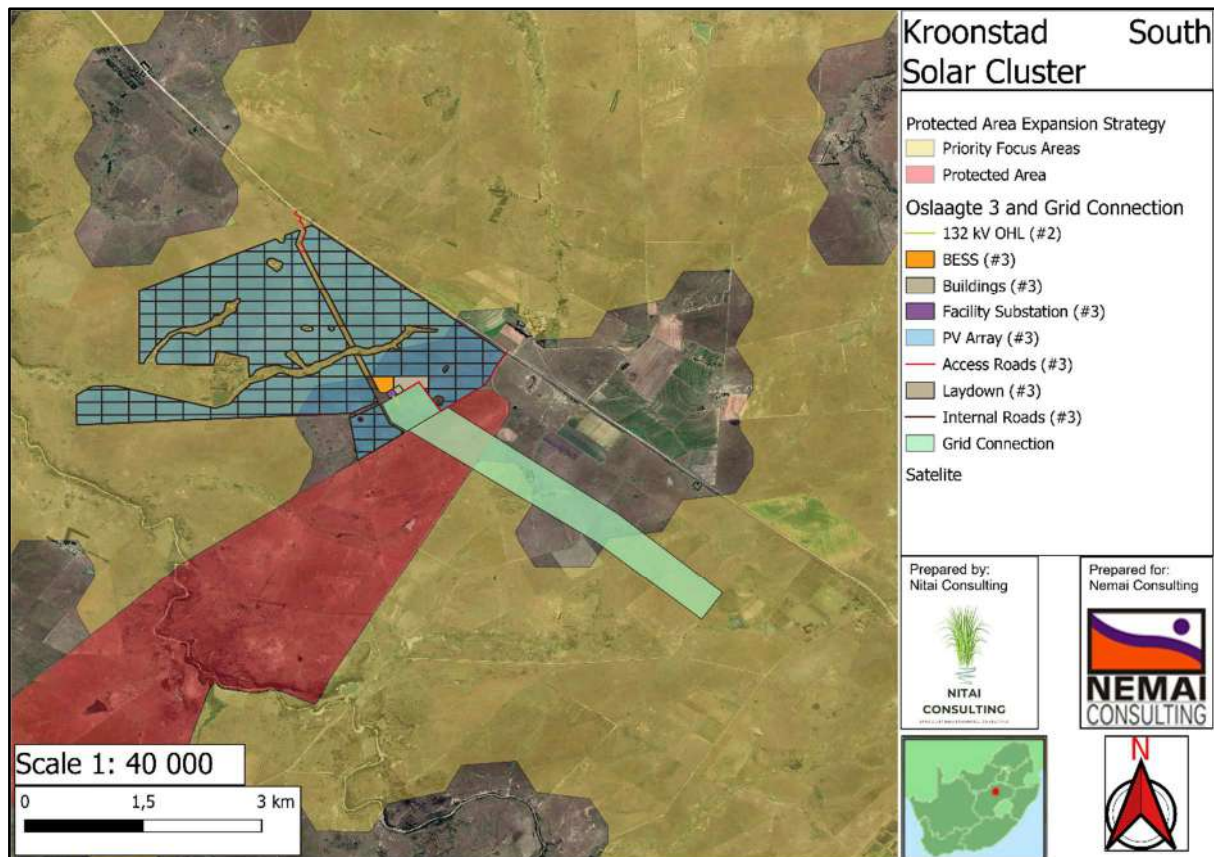 Kroonstad South
Solar Cluster
Protected Area Expansion Strategy
Priority Focus Areas
Protected Area
Oslaagte 3 and Grid Connection
132 kV OHL (#2)
BESS (#3)
Buildings (#3)
Facility Substation (#3)
PV Array (#3)
Access Roads (#3)
Laydown (#3)
Internal Roads (#3)
Grid Connection
Satelite
Prepared by:
Nitai Consulting
NITAI
CONSULTING
Prepared for:
Nemai Consulting
NEMAI
CONSULTING
N
Scale 1: 40 000
0 1,5 3 km